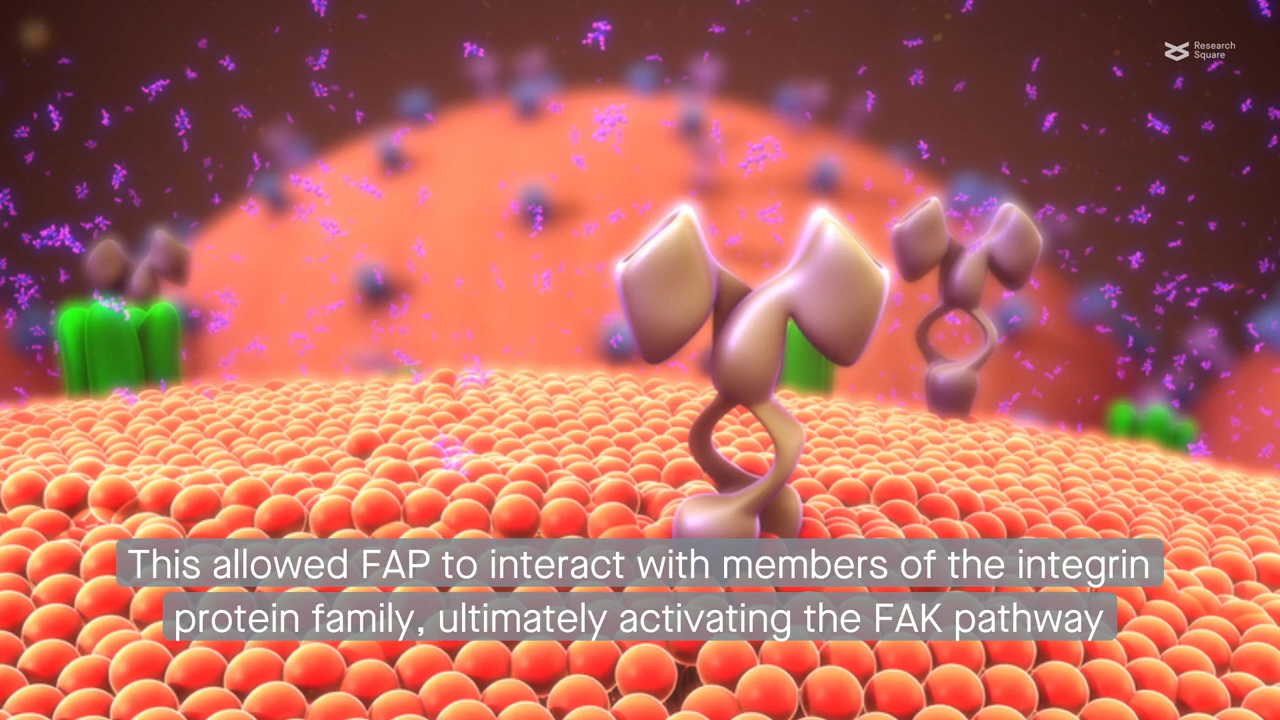 Research
Square
This allowed FAP to interact with members of the integrin
protein family, ultimately activating the FAK pathway